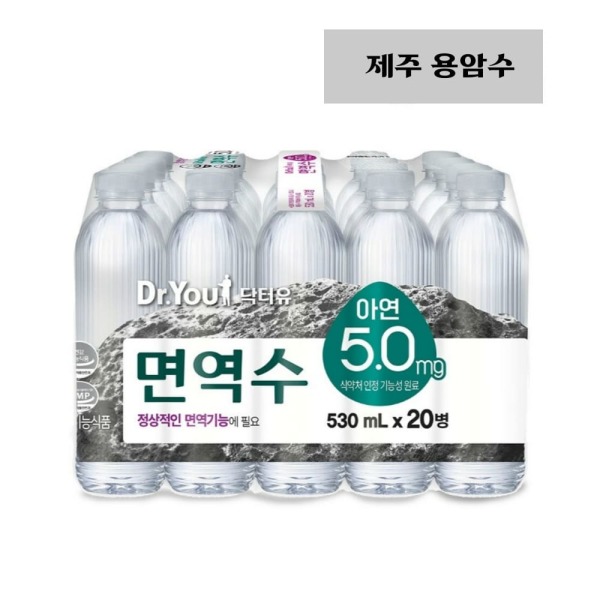 제주 용암수
Dr.You 닥터유
아연
5.0mg
식약처 인정 기능성 원료
면역수
정상적인 면역기능에 필요
530 mL x 20병